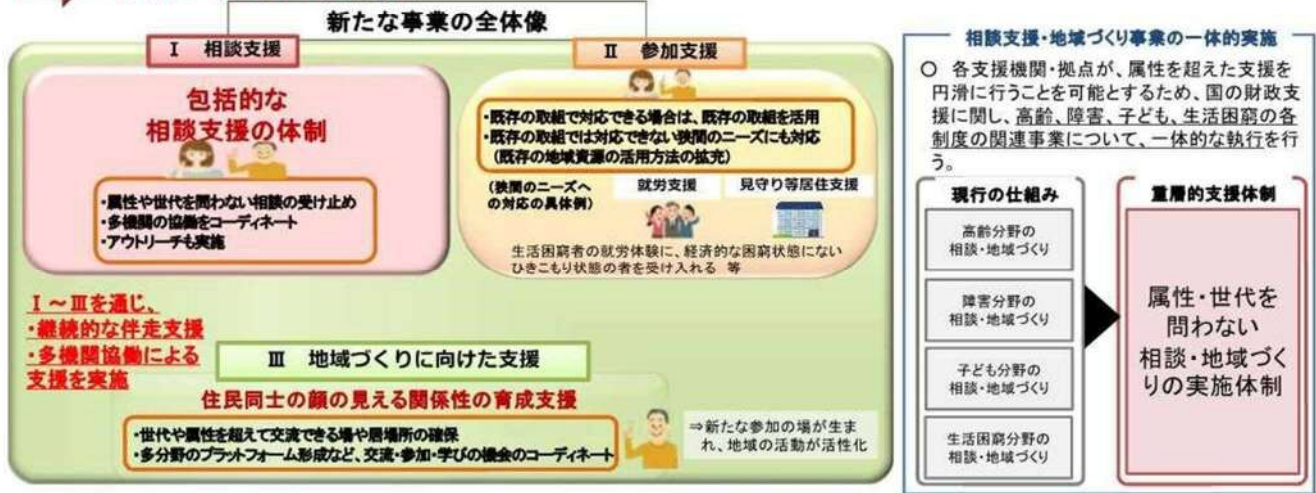 新たな事業の全体像
Ⅰ 相談支援
包括的な
相談支援の体制
・属性や世代を問わない相談の受け止め
・多機関の協働をコーディネート
・アウトリーチも実施
Ⅱ 参加支援
・既存の取組で対応できる場合は、既存の取組を活用
・既存の取組では対応できない狭間のニーズにも対応
(既存の地域資源の活用方法の拡充)
(狭間のニーズへ
の対応の具体例)
就労支援
見守り等居住支援
生活困窮者の就労体験に、経済的な困窮状態にない
ひきこもり状態の者を受け入れる 等
Ⅰ～Ⅲを通じ、
・継続的な伴走支援
・多機関協働による
支援を実施
Ⅲ 地域づくりに向けた支援
住民同士の顔の見える関係性の育成支援
・世代や属性を超えて交流できる場や居場所の確保
・多分野のプラットフォーム形成など、交流・参加・学びの機会のコーディネート
⇒新たな参加の場が生ま
れ、地域の活動が活性化
相談支援・地域づくり事業の一体的実施
○ 各支援機関・拠点が、属性を超えた支援を
円滑に行うことを可能とするため、国の財政支
援に関し、高齢、障害、子ども、生活困窮の各
制度の関連事業について、一体的な執行を行
う。
現行の仕組み
高齢分野の
相談・地域づくり
障害分野の
相談・地域づくり
子ども分野の
相談・地域づくり
生活困窮分野の
相談・地域づくり
重層的支援体制
属性・世代を
問わない
相談・地域づく
りの実施体制